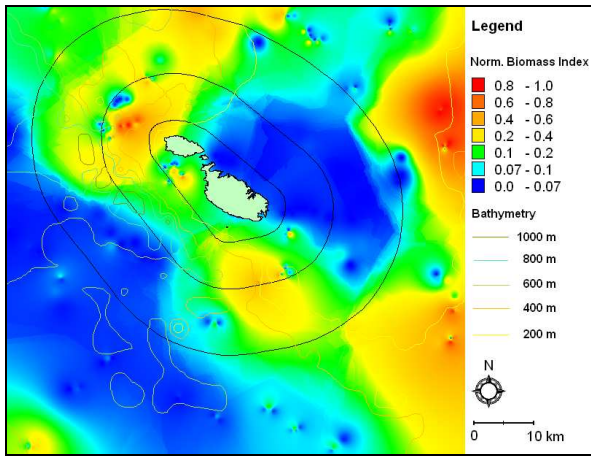 Legend
Norm. Biomass Index
0.8 - 1.0
0.6 - 0.8
0.4 - 0.6
0.2 - 0.4
0.1 - 0.2
0.07 - 0.1
0.0 - 0.07
Bathymetry
1000 m
800 m
600 m
400 m
200 m
N
0 10 km